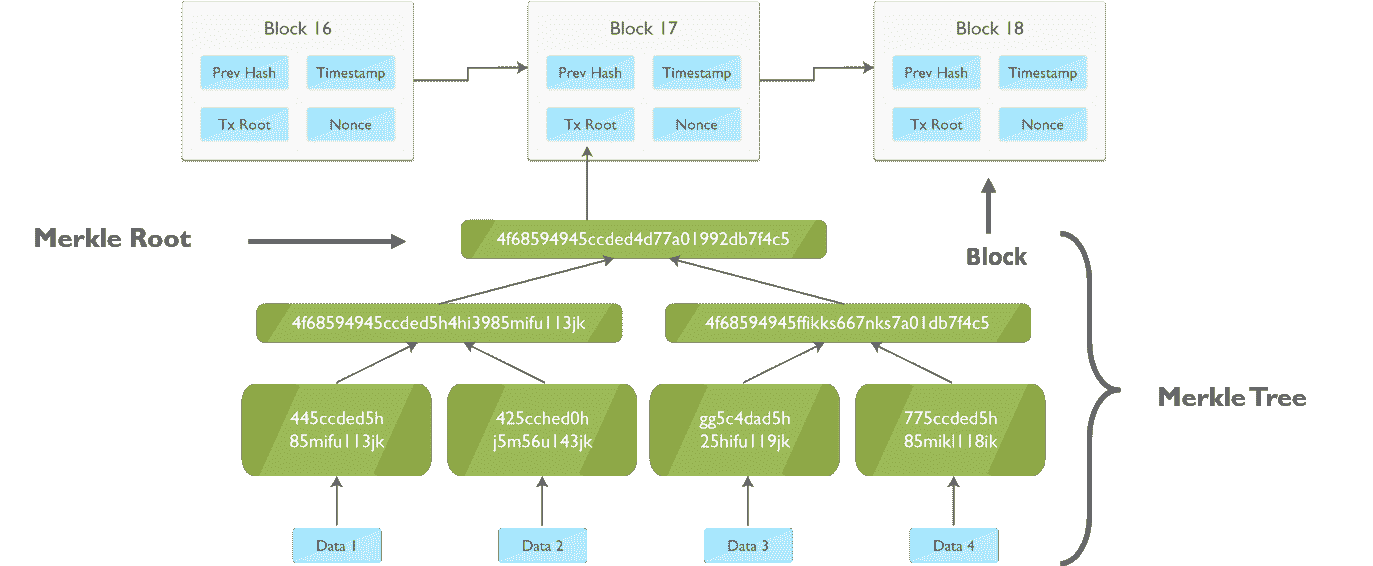 Block 16
Block 17
Block 18
Prev Hash
Timestamp
Prev Hash
Timestamp
Prev Hash
Timestamp
Tx Root
Nonce
Tx Root
Nonce
Tx Root
Nonce
Merkle Root
4f68594945ccded4d77a01992db7f4c5
Block
4f68594945ccded5h4hi3985mifu113jk
4f68594945ffikks667nks7a01db7f4c5
445ccded5h
85mifu113jk
425cched0h
j5m56u143jk
gg5c4dad5h
25hifu119jk
775ccded5h
85mikl118ik
Merkle Tree
Data 1
Data 2
Data 3
Data 4